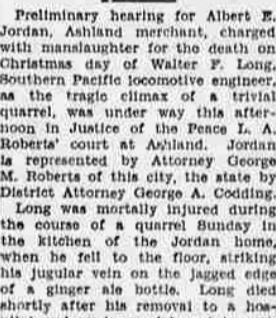 Preliminary hearing for Albert E.
Jordan, Ashland merchant, charged
with manslaughter for the death on
Christmas day of Walter F. Long,
Southern Pacific locomotive engineer,
as the tragic climax of a trivial
quarrel, was under way this after-
noon in Justice of the Peace L. A.
Roberts' court at Ashland. Jordan
is represented by Attorney George
M. Roberts of this city, the state by
District Attorney George A. Codding.
Long was mortally injured during
the course of a quarrel Sunday in
the kitchen of the Jordan home,
when he fell to the floor, striking
his jugular vein on the jagged edge
of a ginger ale bottle. Long died
shortly after his removal to a hos-